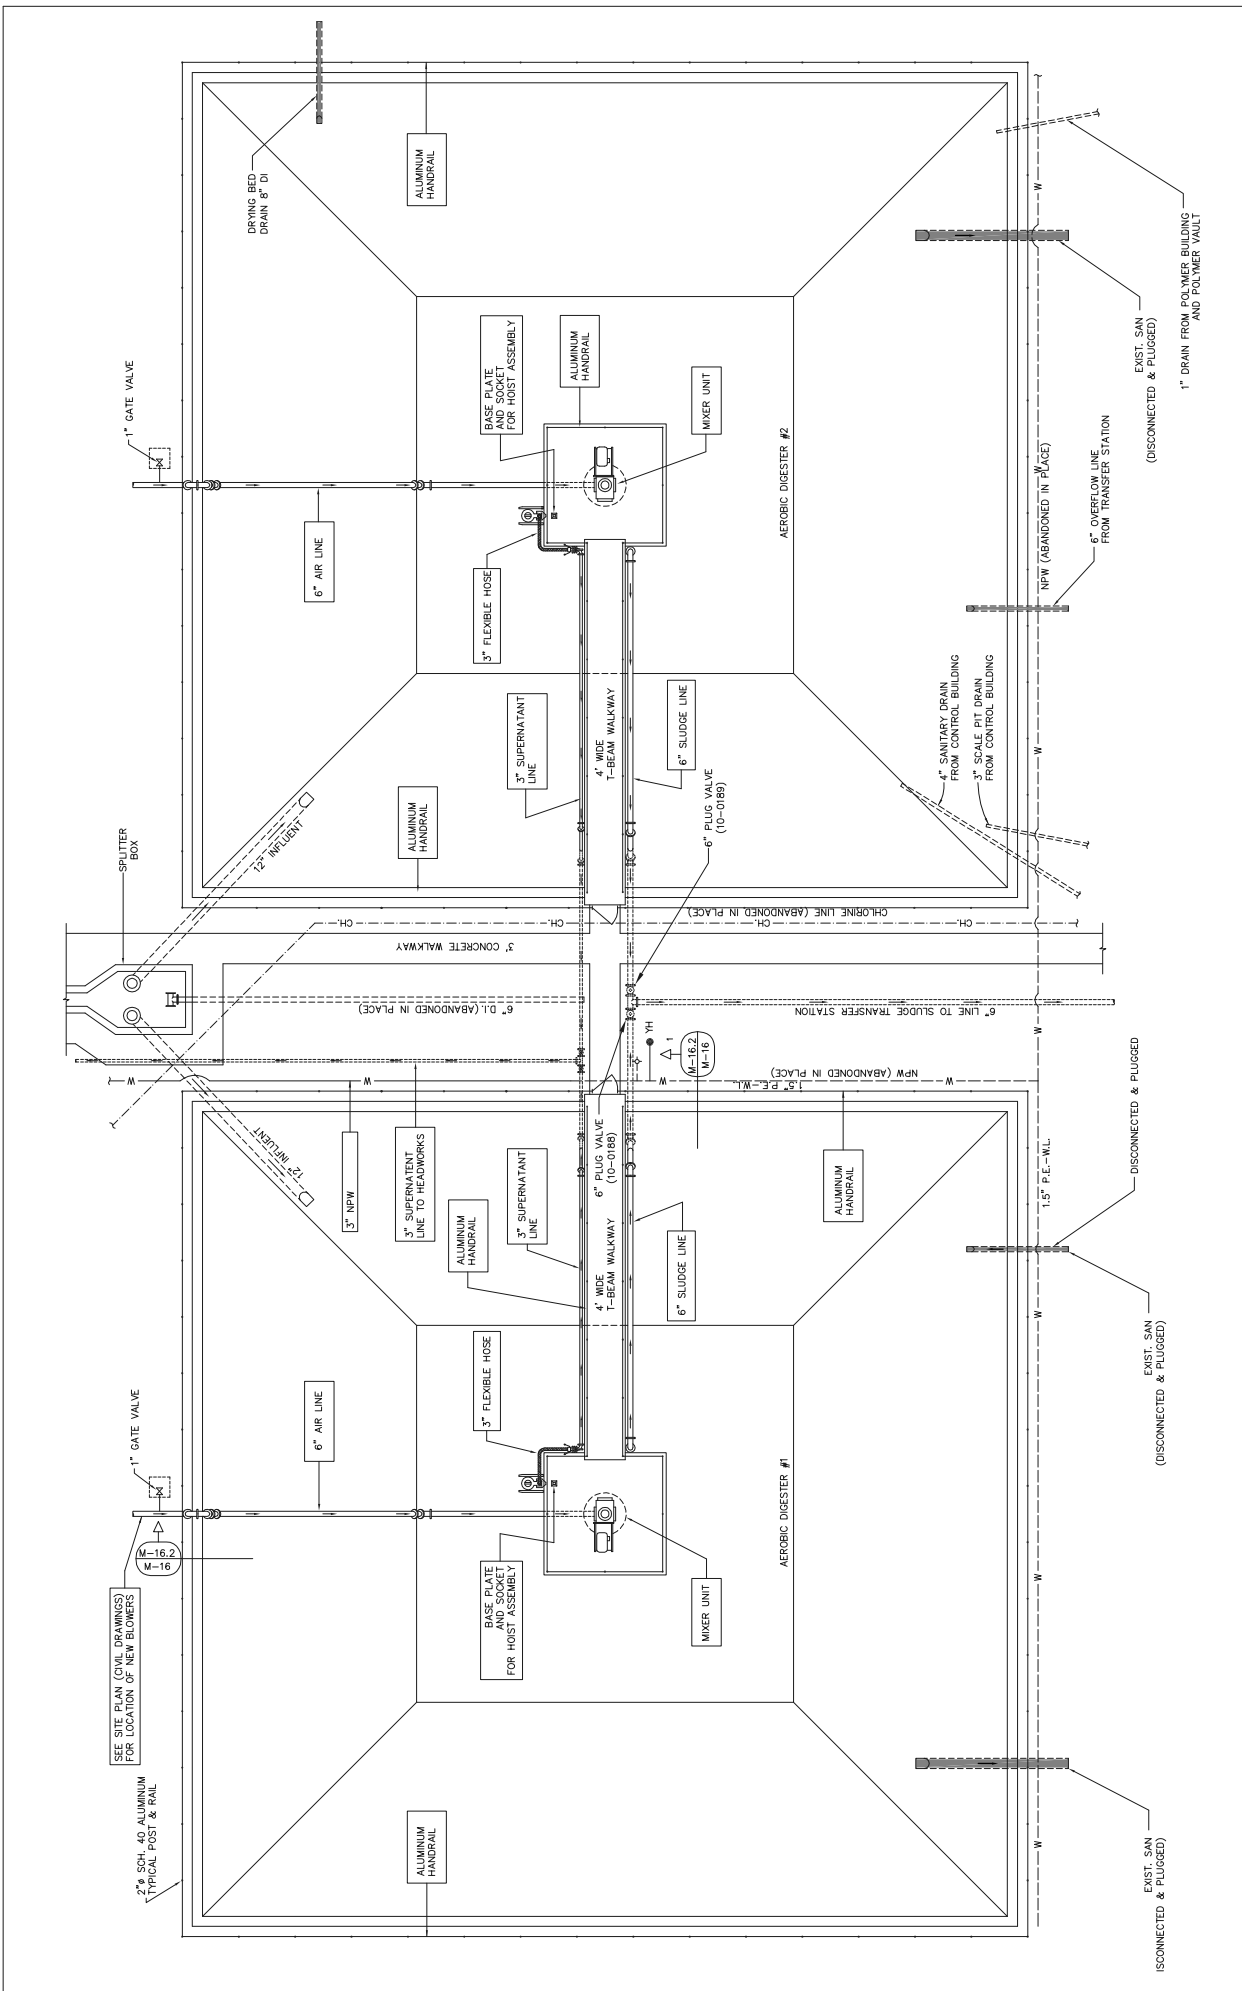 2"ø SCH. 40 ALUMINUM
TYPICAL POST & RAIL
SEE SITE PLAN (CIVIL DRAWINGS)
FOR LOCATION OF NEW BLOWERS
M-16.2
M-16
1" GATE VALVE
6" AIR LINE
3" NPW
12" INFLUENT
3" SUPERNATENT
LINE TO HEADWORKS
ALUMINUM
HANDRAIL
ALUMINUM
HANDRAIL
3" SUPERNATANT
LINE
3" FLEXIBLE HOSE
BASE PLATE
AND SOCKET
FOR HOIST ASSEMBLY
4' WIDE
T-BEAM WALKWAY
6" PLUG VALVE
(10-0188)
6" SLUDGE LINE
MIXER UNIT
AEROBIC DIGESTER #1
ALUMINUM
HANDRAIL
EXIST. SAN
ISCONNECTED & PLUGGED)
EXIST. SAN
(DISCONNECTED & PLUGGED)
DISCONNECTED & PLUGGED
1.5" P.E.-W.L.
W
W
W
W
W
W
W
W
W
W
1.5" P.E.-W.L.
NPW (ABANDONED IN PLACE)
M-16.2
M-16
1
YH
6" LINE TO SLUDGE TRANSFER STATION
6" D.I. (ABANDONED IN PLACE)
3' CONCRETE WALKWAY
CH.
CH.
CH.
CH.
CHLORINE LINE (ABANDONED IN PLACE)
SPLITTER
BOX
12" INFLUENT
ALUMINUM
HANDRAIL
3" SUPERNATANT
LINE
4' WIDE
T-BEAM WALKWAY
6" SLUDGE LINE
6" PLUG VALVE
(10-0189)
3" FLEXIBLE HOSE
6" AIR LINE
1" GATE VALVE
BASE PLATE
AND SOCKET
FOR HOIST ASSEMBLY
ALUMINUM
HANDRAIL
MIXER UNIT
AEROBIC DIGESTER #2
DRYING BED
DRAIN 8" DI
ALUMINUM
HANDRAIL
4" SANITARY DRAIN
FROM CONTROL BUILDING
3" SCALE PIT DRAIN
FROM CONTROL BUILDING
NPW (ABANDONED IN PLACE)
6" OVERFLOW LINE
FROM TRANSFER STATION
EXIST. SAN
(DISCONNECTED & PLUGGED)
1" DRAIN FROM POLYMER BUILDING
AND POLYMER VAULT